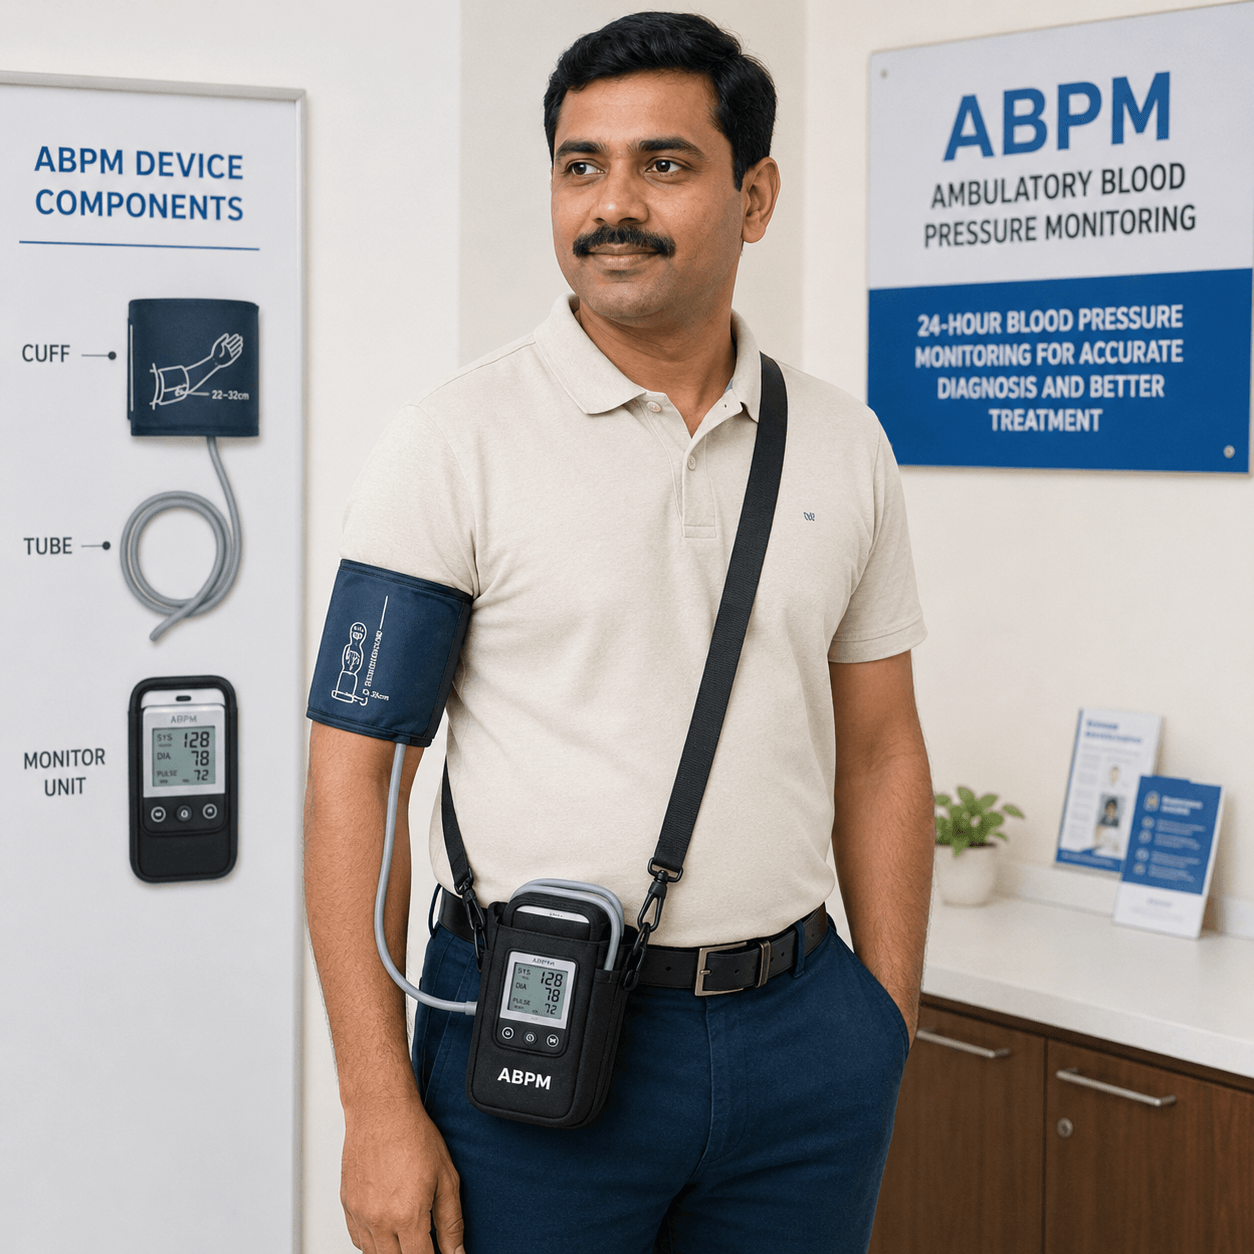 ABPM DEVICE
COMPONENTS
CUFF
22-32cm
TUBE
MONITOR
UNIT
ABPM
SYS 128
DIA 78
PULSE 72
ABPM
AMBULATORY BLOOD
PRESSURE MONITORING
24-HOUR BLOOD PRESSURE
MONITORING FOR ACCURATE
DIAGNOSIS AND BETTER
TREATMENT
SYS 128
DIA 78
PULSE 72
ABPM